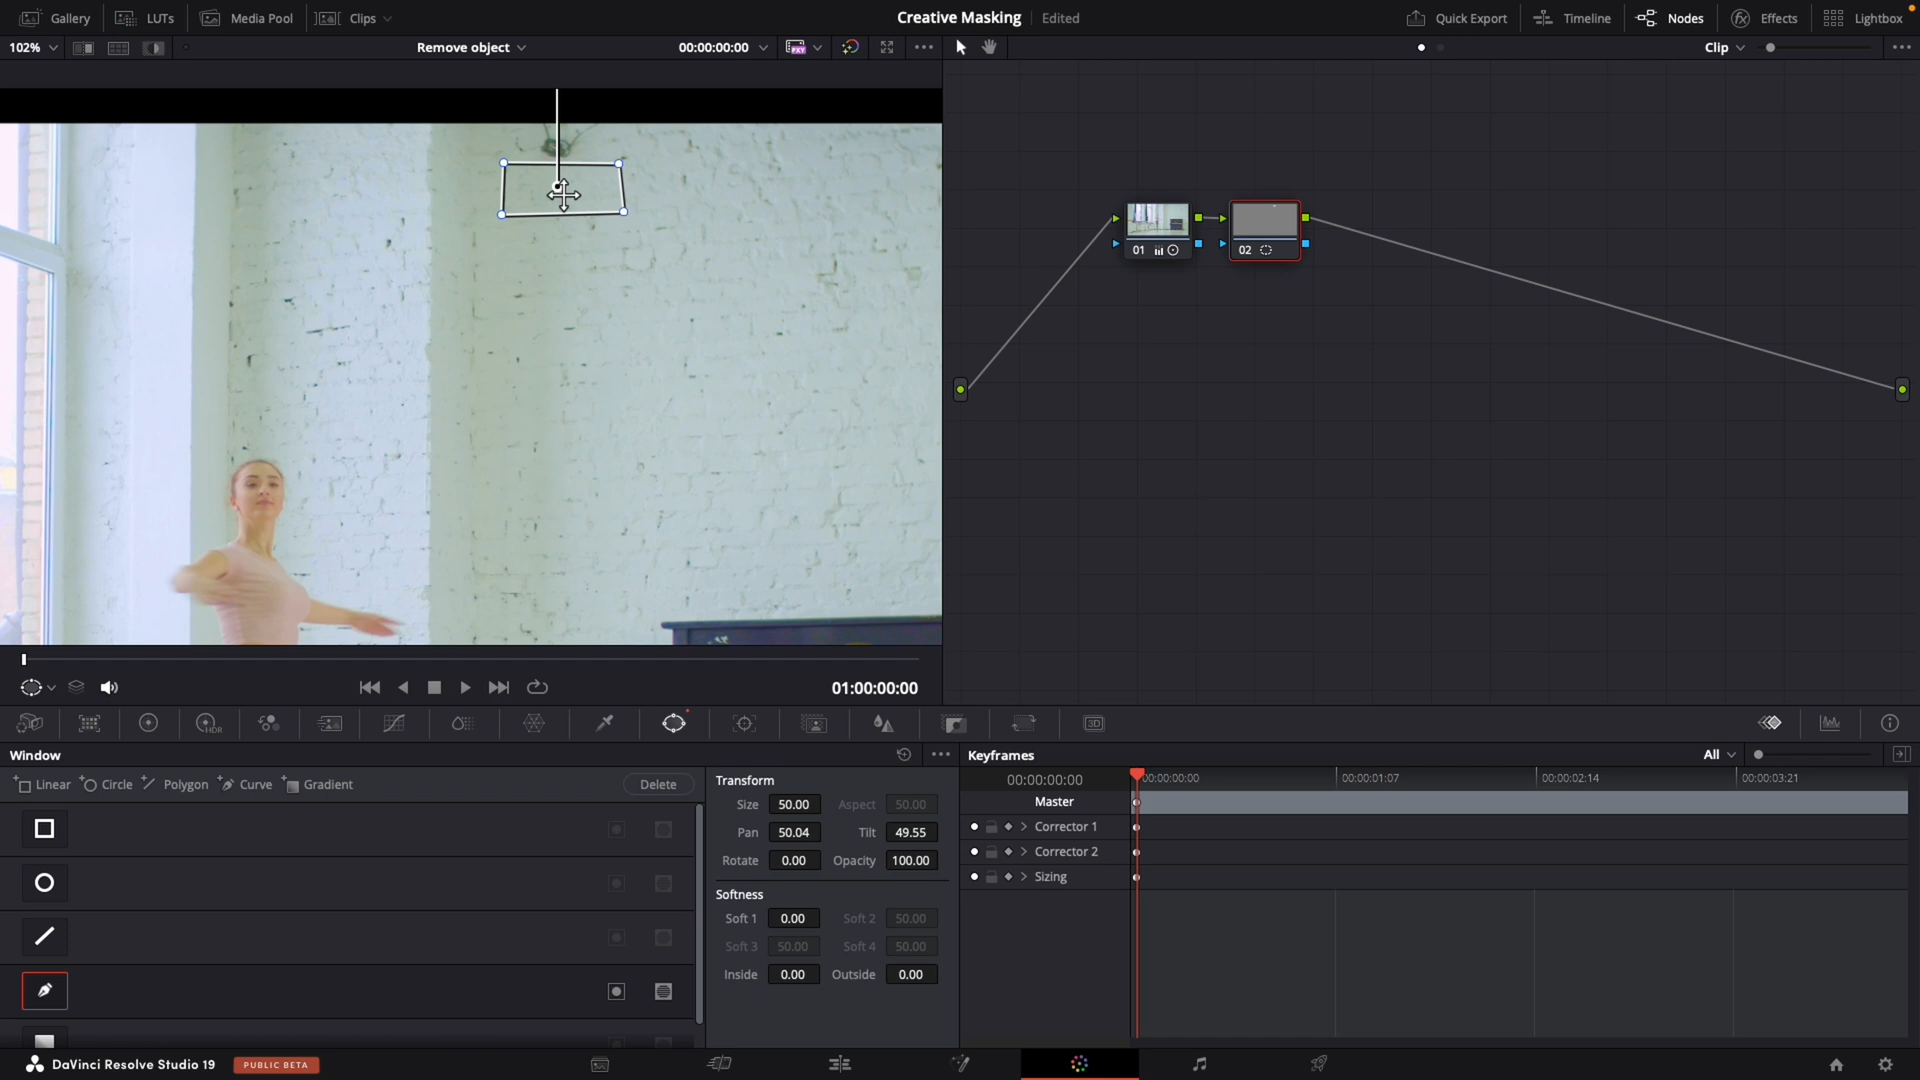 Gallery LUTs Media Pool Clips Creative Masking Edited Quick Export Timeline Nodes Effects Lightbox
102% Remove object 00:00:00:00 PXY Clip
01 02
01:00:00:00
HDR 3D
Window Keyframes All
Linear Circle Polygon Curve Gradient Delete
Transform
Size 50.00 Aspect 50.00
Pan 50.04 Tilt 49.55
Rotate 0.00 Opacity 100.00
Softness
Soft 1 0.00 Soft 2 50.00
Soft 3 50.00 Soft 4 50.00
Inside 0.00 Outside 0.00
00:00:00:00 00:00:00:00 00:00:01:07 00:00:02:14 00:00:03:21
Master
Corrector 1
Corrector 2
Sizing
DaVinci Resolve Studio 19 PUBLIC BETA